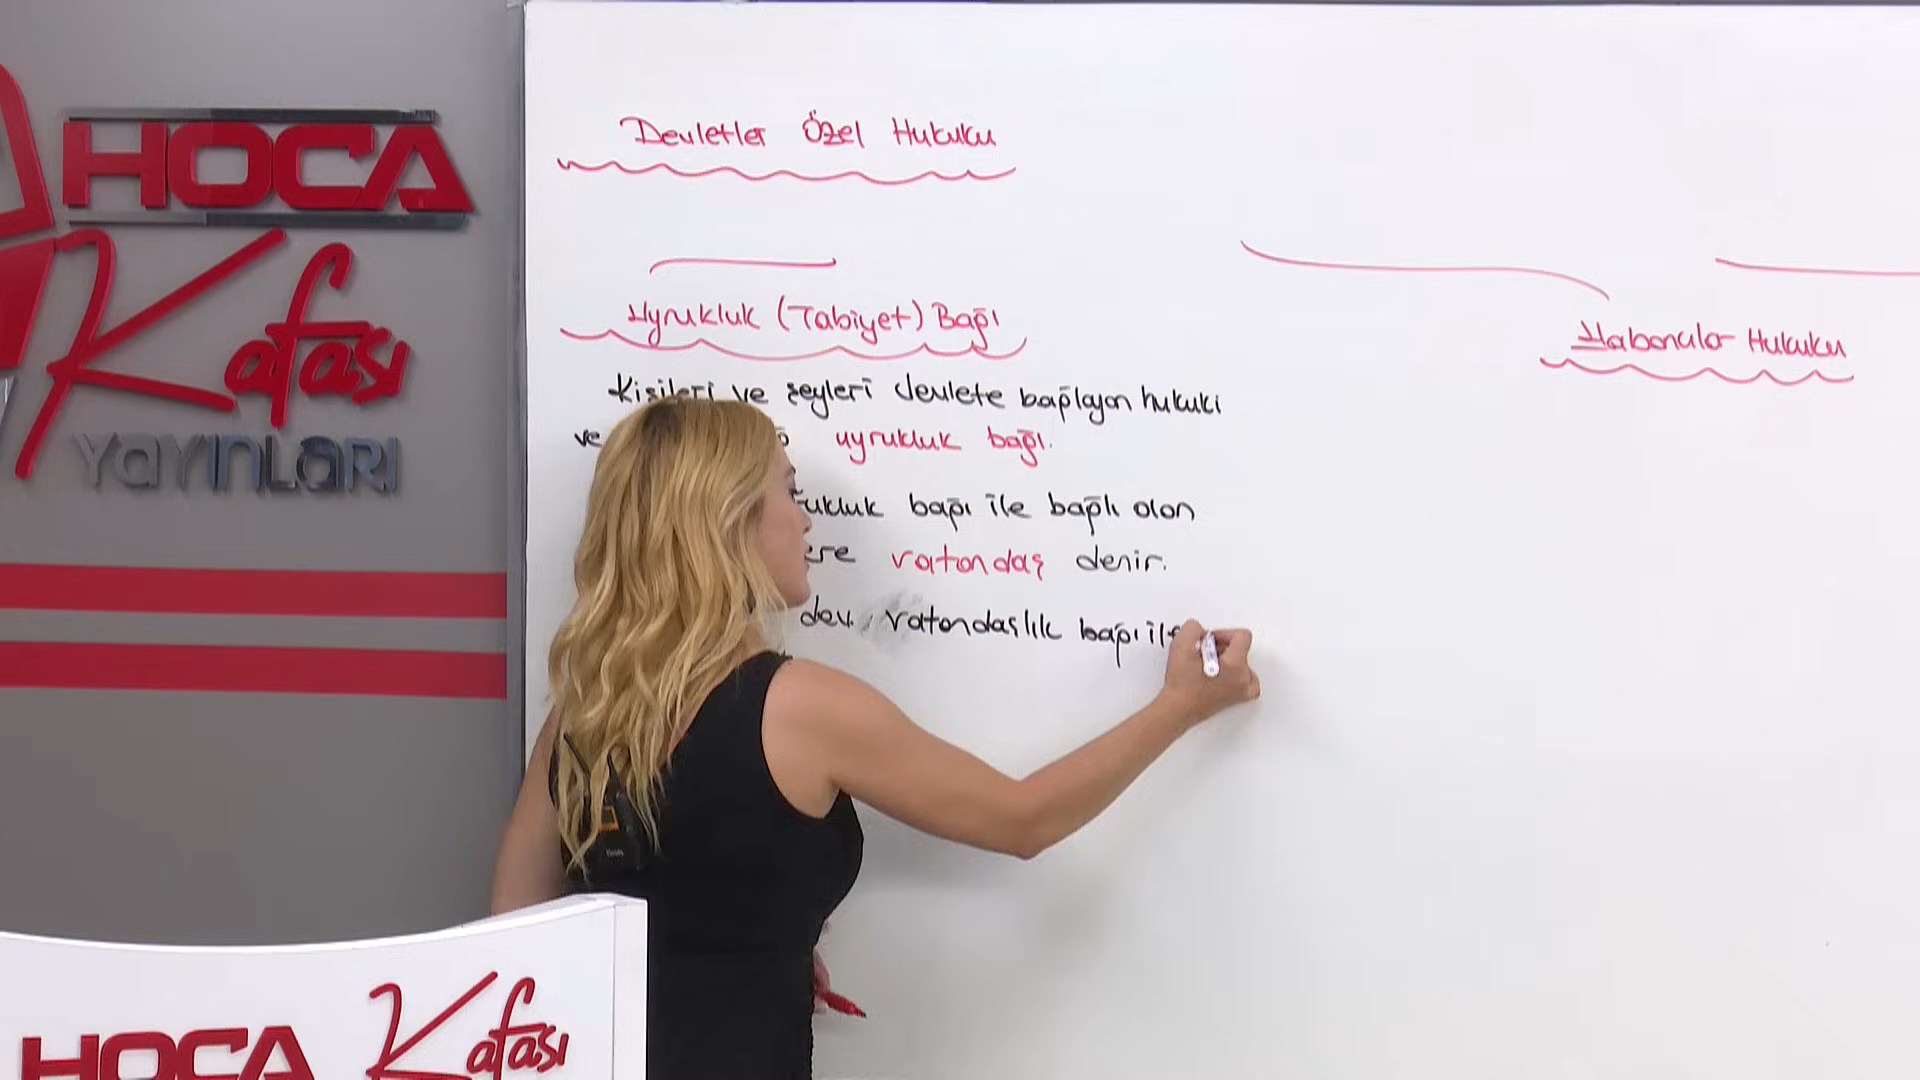 HOCA
Kafası
YAYINLARI
Devletler Özel Hukuku
Uyrukluk (Tabiyet) Bağı
Yabancılar Hukuku
Kişileri ve şeyleri devlete bağlayan hukuki
ve uyrukluk bağı.
ukluk bağı ile bağlı olan
ere vatandaş denir.
dev. vatandaşlık bağı ile
HOCA Kafası